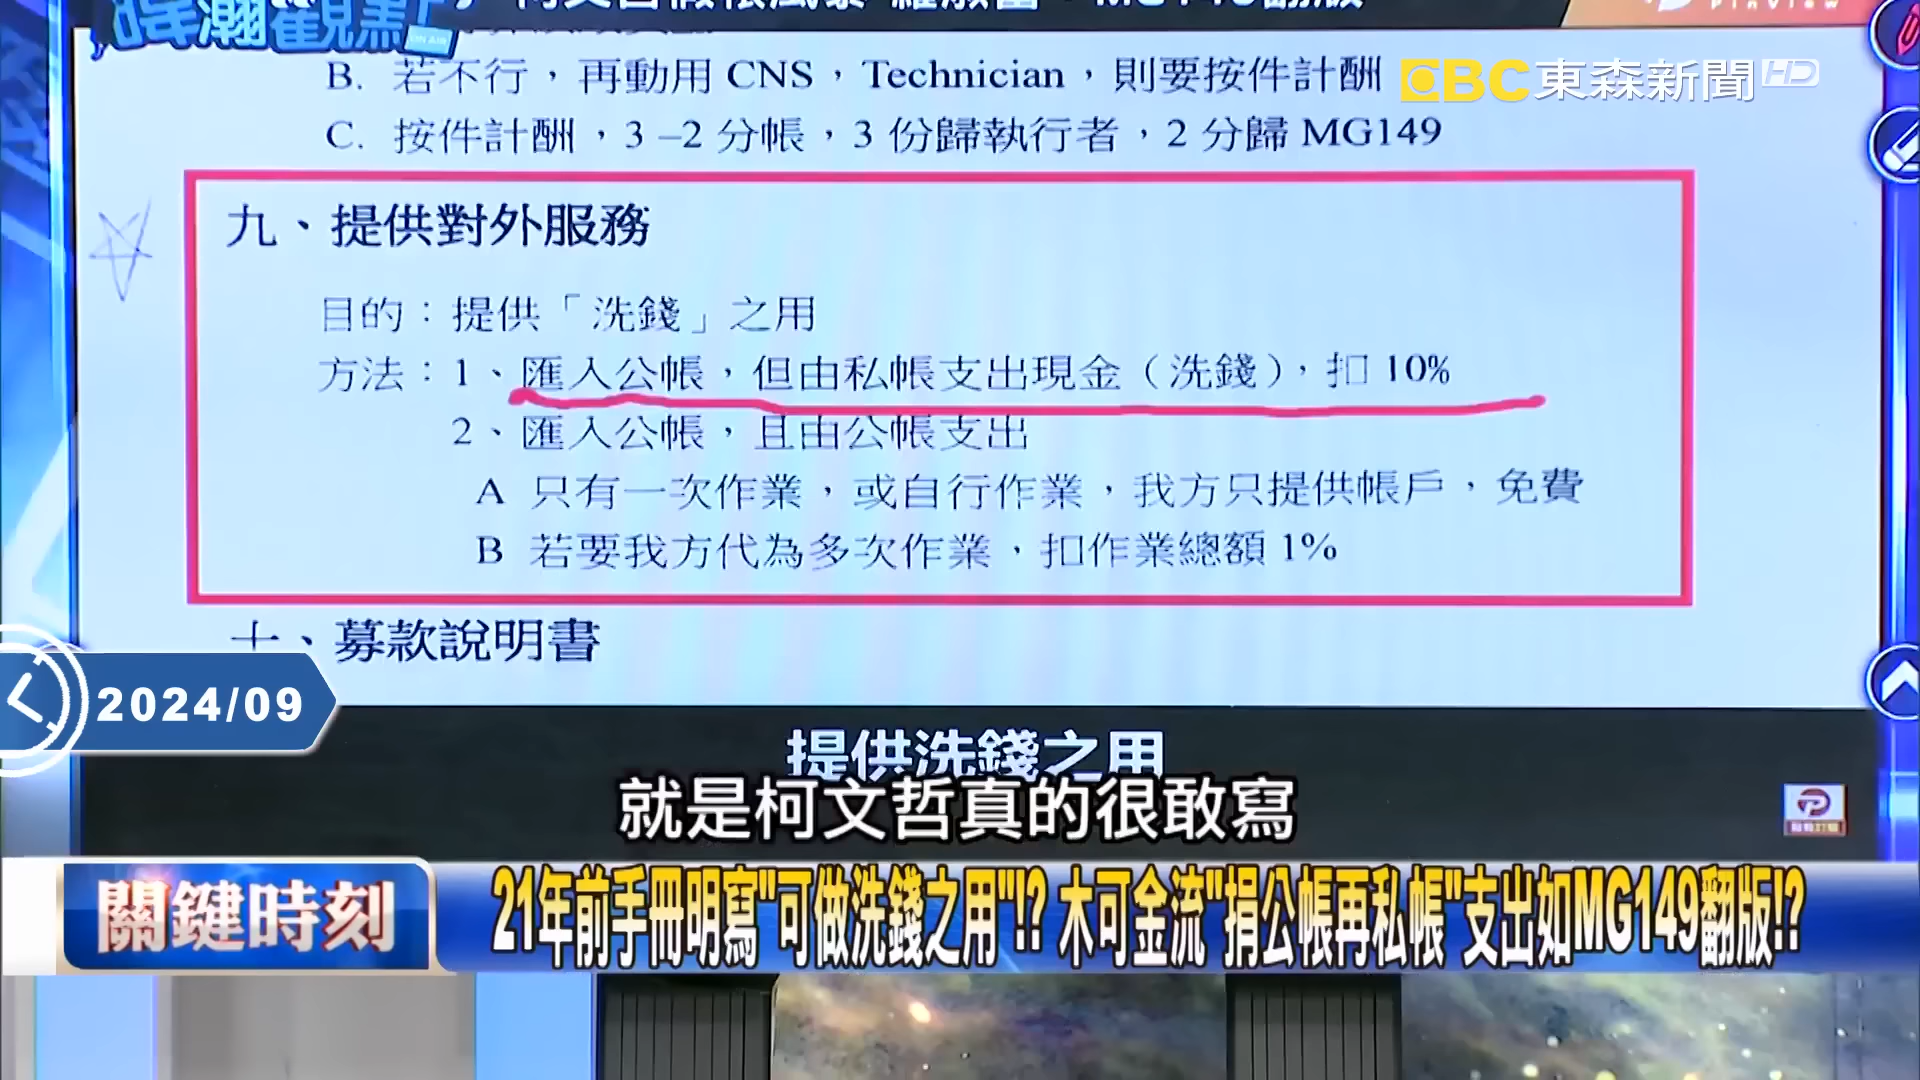 時瀚觀點
ON AIR
B. 若不行，再動用 CNS，Technician，則要按件計酬
EBC 東森新聞 HD
C. 按件計酬，3 –2 分帳，3 份歸執行者，2 分歸 MG149
九、提供對外服務
目的：提供「洗錢」之用
方法：1、匯入公帳，但由私帳支出現金（洗錢），扣 10%
2、匯入公帳，且由公帳支出
A 只有一次作業，或自行作業，我方只提供帳戶，免費
B 若要我方代為多次作業，扣作業總額 1%
十、募款說明書
2024/09
提供洗錢之用
就是柯文哲真的很敢寫
關鍵時刻
21年前手冊明寫"可做洗錢之用"!? 木可金流"捐公帳再私帳"支出如MG149翻版!?